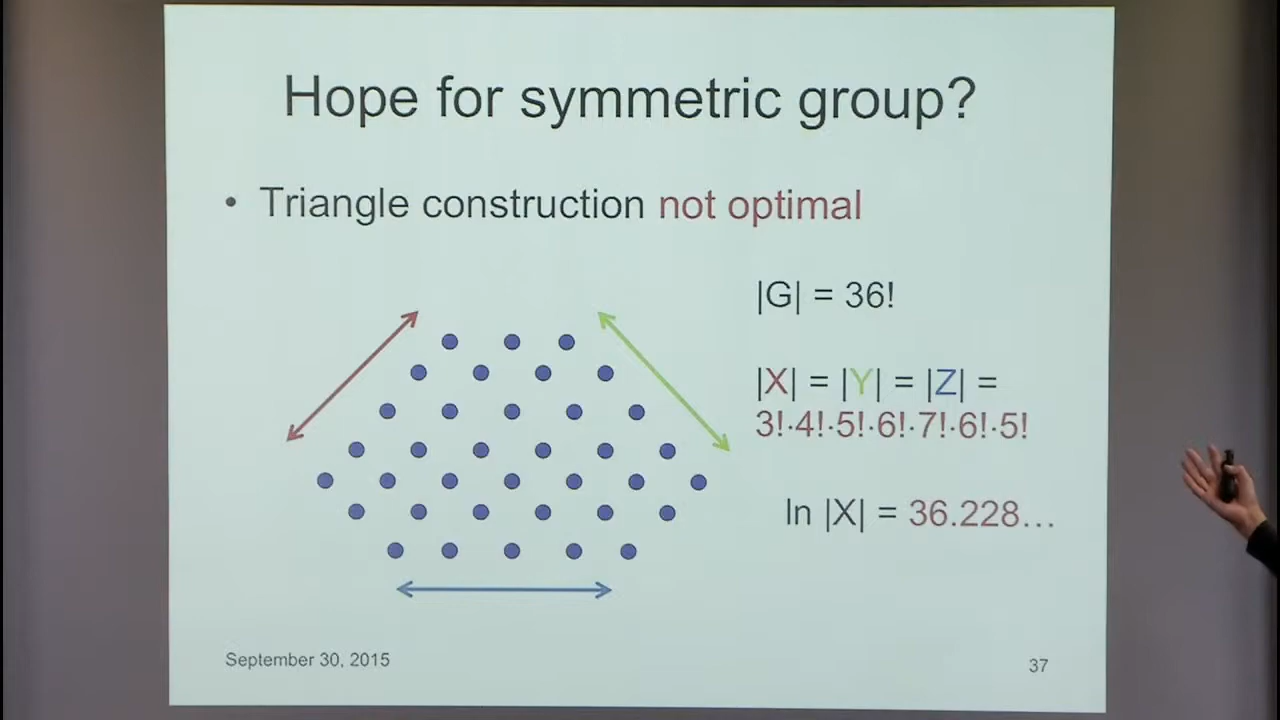 Hope for symmetric group?
• Triangle construction not optimal
|G| = 36!
|X| = |Y| = |Z| =
3!·4!·5!·6!·7!·6!·5!
ln |X| = 36.228…
September 30, 2015
37